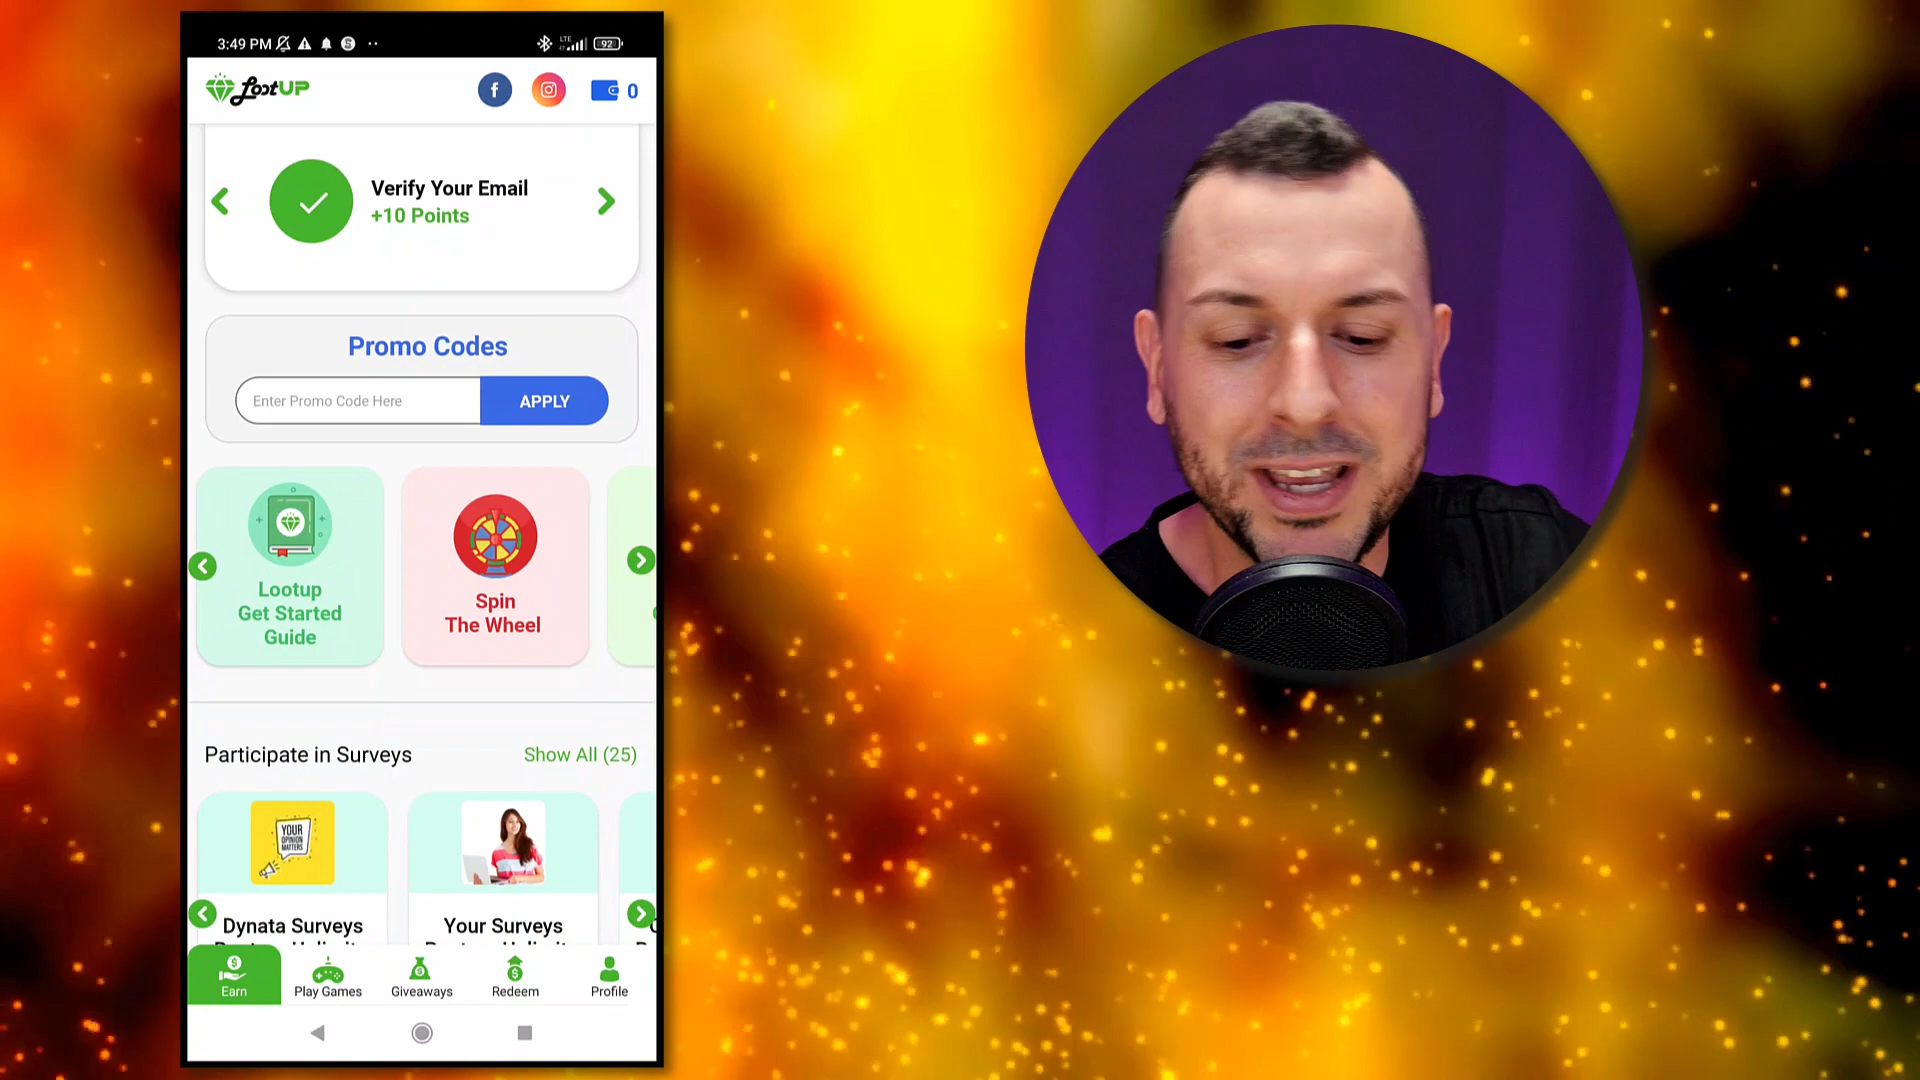 3:49 PM
LTE
92
LootUP
0
Verify Your Email
+10 Points
Promo Codes
Enter Promo Code Here
APPLY
Lootup
Get Started
Guide
Spin
The Wheel
Participate in Surveys
Show All (25)
YOUR
OPINION
MATTERS
Dynata Surveys
Your Surveys
Earn
Play Games
Giveaways
Redeem
Profile